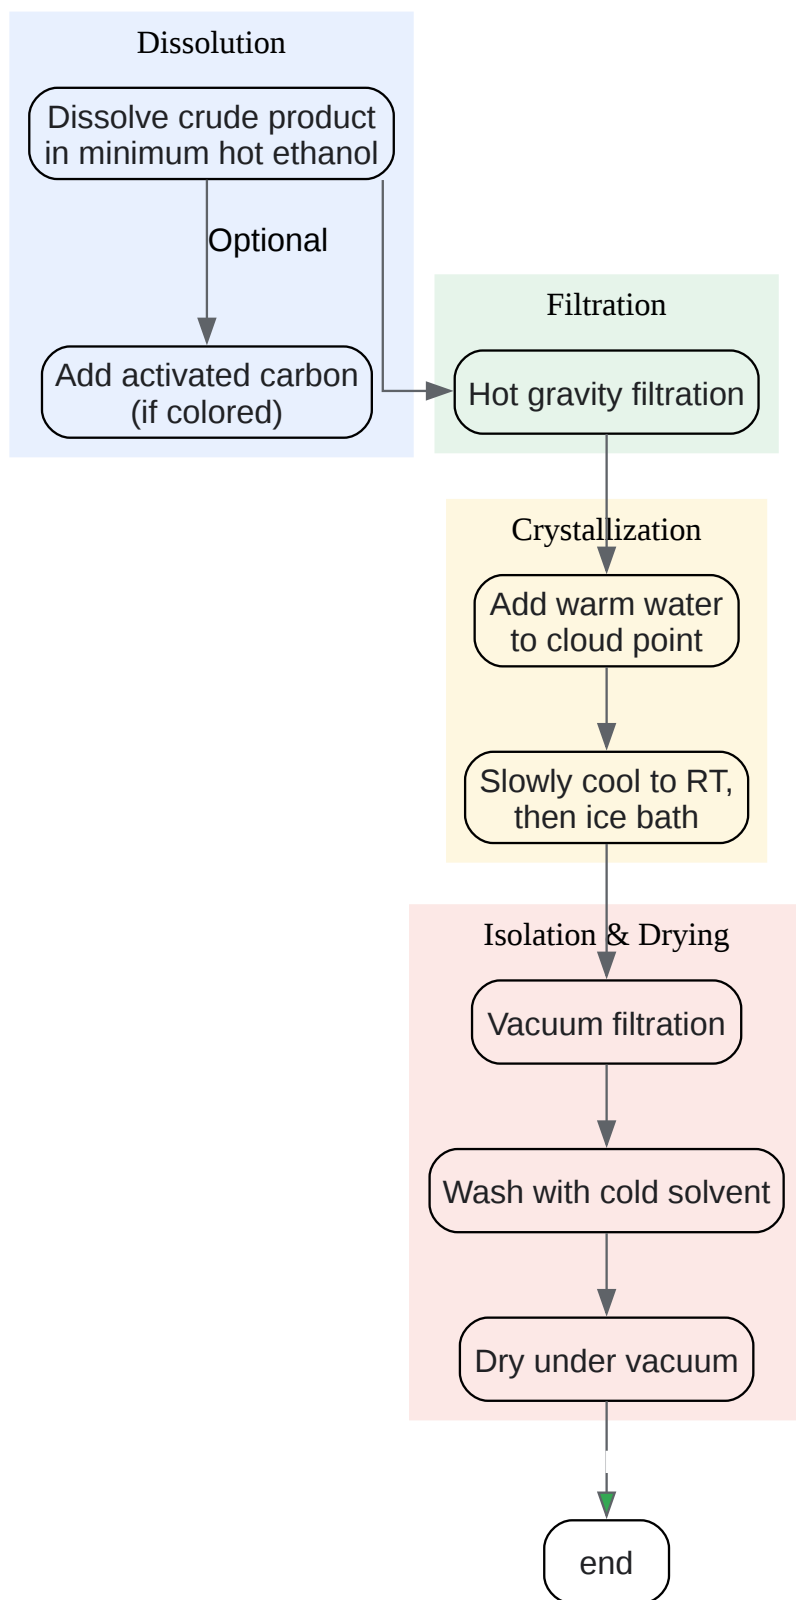 Dissolution
Dissolve crude product
in minimum hot ethanol
Optional
Add activated carbon
(if colored)
Filtration
Hot gravity filtration
Crystallization
Add warm water
to cloud point
Slowly cool to RT,
then ice bath
Isolation & Drying
Vacuum filtration
Wash with cold solvent
Dry under vacuum
end